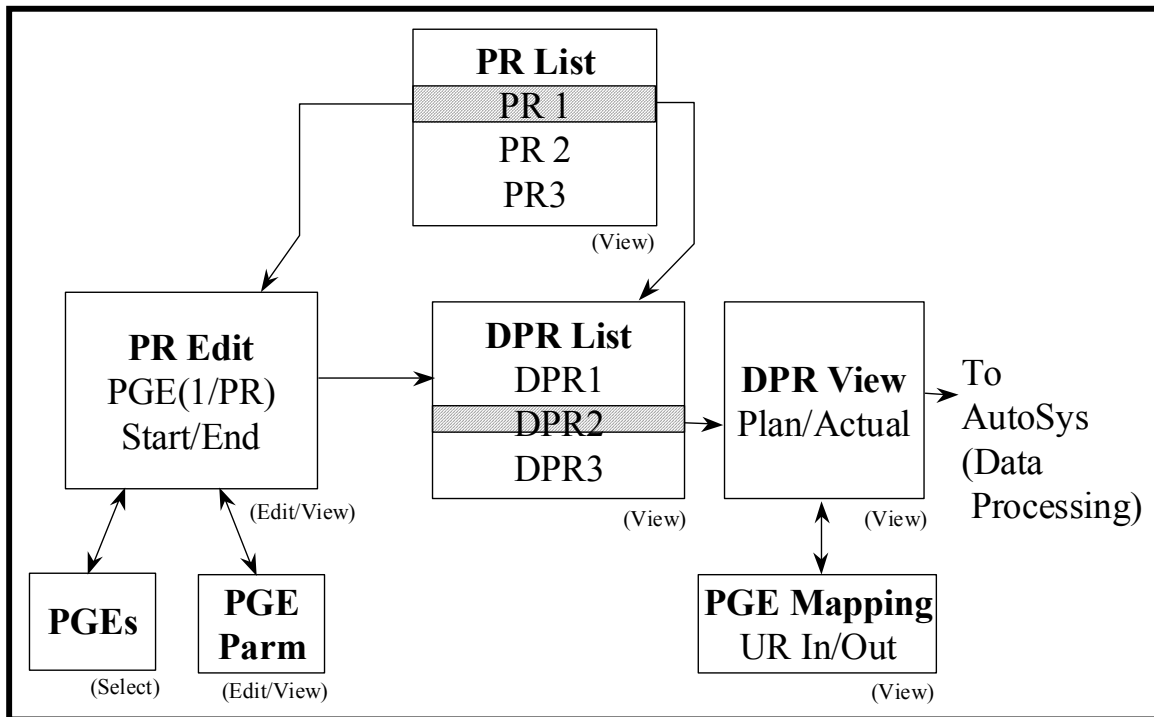 PR List
PR 1
PR 2
PR3
(View)
PR Edit
PGE(1/PR)
Start/End
(Edit/View)
DPR List
DPR1
DPR2
DPR3
(View)
DPR View
Plan/Actual
(View)
To
AutoSys
(Data
Processing)
PGEs
(Select)
PGE
Parm
(Edit/View)
PGE Mapping
UR In/Out
(View)